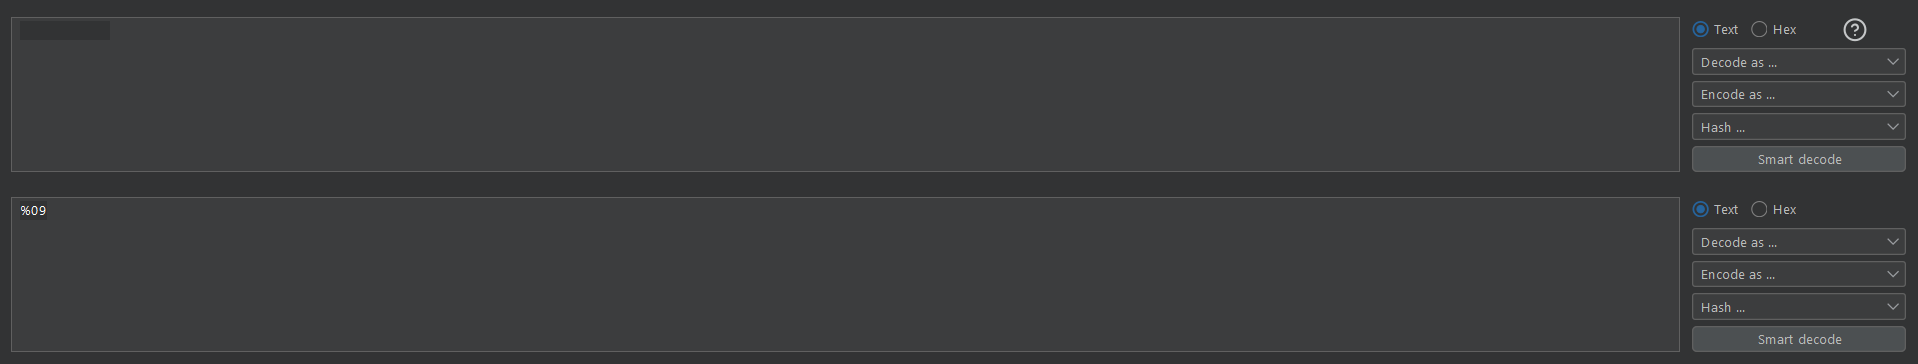 Text Hex ?
Decode as ...
Encode as ...
Hash ...
Smart decode
%09
Text Hex
Decode as ...
Encode as ...
Hash ...
Smart decode